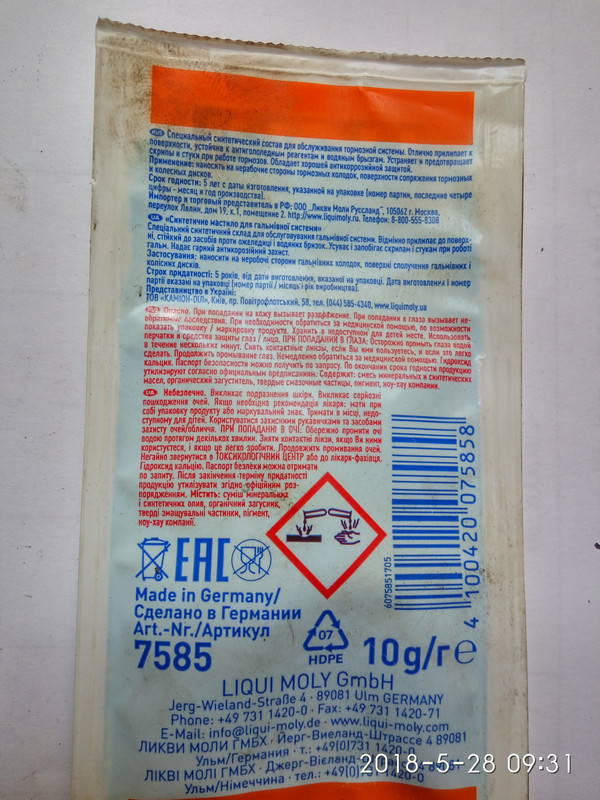 RUS Специальный синтетический состав для обслуживания тормозной системы. Отлично прилипает к
поверхности, устойчив к антигололедным реагентам и водяным брызгам. Устраняет и предотвращает
скрипы и стуки при работе тормозов. Обладает хорошей антикоррозийной защитой.
Применение: наносить на нерабочие стороны тормозных колодок, поверхности сопряжения тормозных
и колесных дисков.
Срок годности: 5 лет с даты изготовления, указанной на упаковке (номер партии, последние четыре
цифры - месяц и год производства).
Импортер и торговый представитель в РФ: ООО „Ликви Моли Руссланд", 105062 г. Москва,
переулок Лялин, дом 19, к.1, помещение 2. http://www.liquimoly.ru. Телефон: 8-800-555-8308
UA «Синтетичне мастило для гальмівної системи»
Спеціальний синтетичний склад для обслуговування гальмівної системи. Відмінно прилипає до поверх-
ні, стійкий до засобів проти ожеледиці і водяних бризок. Усуває і запобігає скрипам і стукам при роботі
гальм. Надає гарний антикорозійний захист.
Застосування: наносити на неробочі сторони гальмівних колодок, поверхні сполучення гальмівних і
колісних дисків.
Строк придатності: 5 років, від дати виготовлення, вказаної на упаковці. Дата виготовлення і номер
партії вказані на упаковці (номер партії / місяць і рік виробництва).
Представництво в Україні:
ТОВ "КАМІОН-ОІЛ", Київ, пр. Повітрофлотський, 58, тел. (044) 585-4340, www.liquimoly.ua
RUS Опасно. При попадании на кожу вызывает раздражение. При попадании в глаза вызывает не-
обратимые последствия. При необходимости обратиться за медицинской помощью, по возможности
показать упаковку / маркировку продукта. Хранить в недоступном для детей месте. Использовать
перчатки и средства защиты глаз / лица. ПРИ ПОПАДАНИИ В ГЛАЗА: Осторожно промыть глаза водой
в течение нескольких минут. Снять контактные линзы, если Вы ими пользуетесь, и если это легко
сделать. Продолжить промывание глаз. Немедленно обратиться за медицинской помощью. Гидроксид
кальция. Паспорт безопасности можно получить по запросу. По окончании срока годности продукцию
утилизируют согласно официальным предписаниям. Содержит: смесь минеральных и синтетических
масел, органический загуститель, твердые смазочные частицы, пигмент, ноу-хау компании.
UA Небезпечно. Викликає подразнення шкіри. Викликає серйозні
пошкодження очей. Якщо необхідна рекомендація лікаря: мати при
собі упаковку продукту або маркувальний знак. Тримати в місці, недо-
ступному для дітей. Користуватися захисними рукавичками та засобами
захисту очей/обличчя. ПРИ ПОПАДАННІ В ОЧІ: Обережно промити очі
водою протягом декількох хвилин. Зняти контактні лінзи, якщо Ви ними
користуєтеся, і якщо це легко зробити. Продовжити промивання очей.
Негайно звернутися в ТОКСИКОЛОГІЧНИЙ ЦЕНТР або до лікаря-фахівця.
Гідроксид кальцію. Паспорт безпеки можна отримати
по запиту. Після закінчення терміну придатності
продукцію утилізувати згідно офіційним роз-
порядженням. Містить: суміш мінеральних
і синтетичних олив, органічний загусник,
тверді змащувальні частинки, пігмент,
ноу-хау компанії.
4 100420 075858
6075851705
EAC
Made in Germany/
Сделано в Германии
Art.-Nr./Артикул
7585
07
HDPE
10g/г e
LIQUI MOLY GmbH
Jerg-Wieland-Straße 4 · 89081 Ulm GERMANY
Phone: +49 731 1420-0 · Fax: +49 731 1420-71
E-Mail: info@liqui-moly.de · www.liqui-moly.com
ЛИКВИ МОЛИ ГМБХ · Йерг-Виеланд-Штрассе 4 89081
Ульм/Германия · т.: +49(0)731 1420-0
ЛІКВІ МОЛІ ГМБХ · Джерг-Вієланд
Ульм/Німеччина · тел.: +49(0)
2018-5-28 09:31